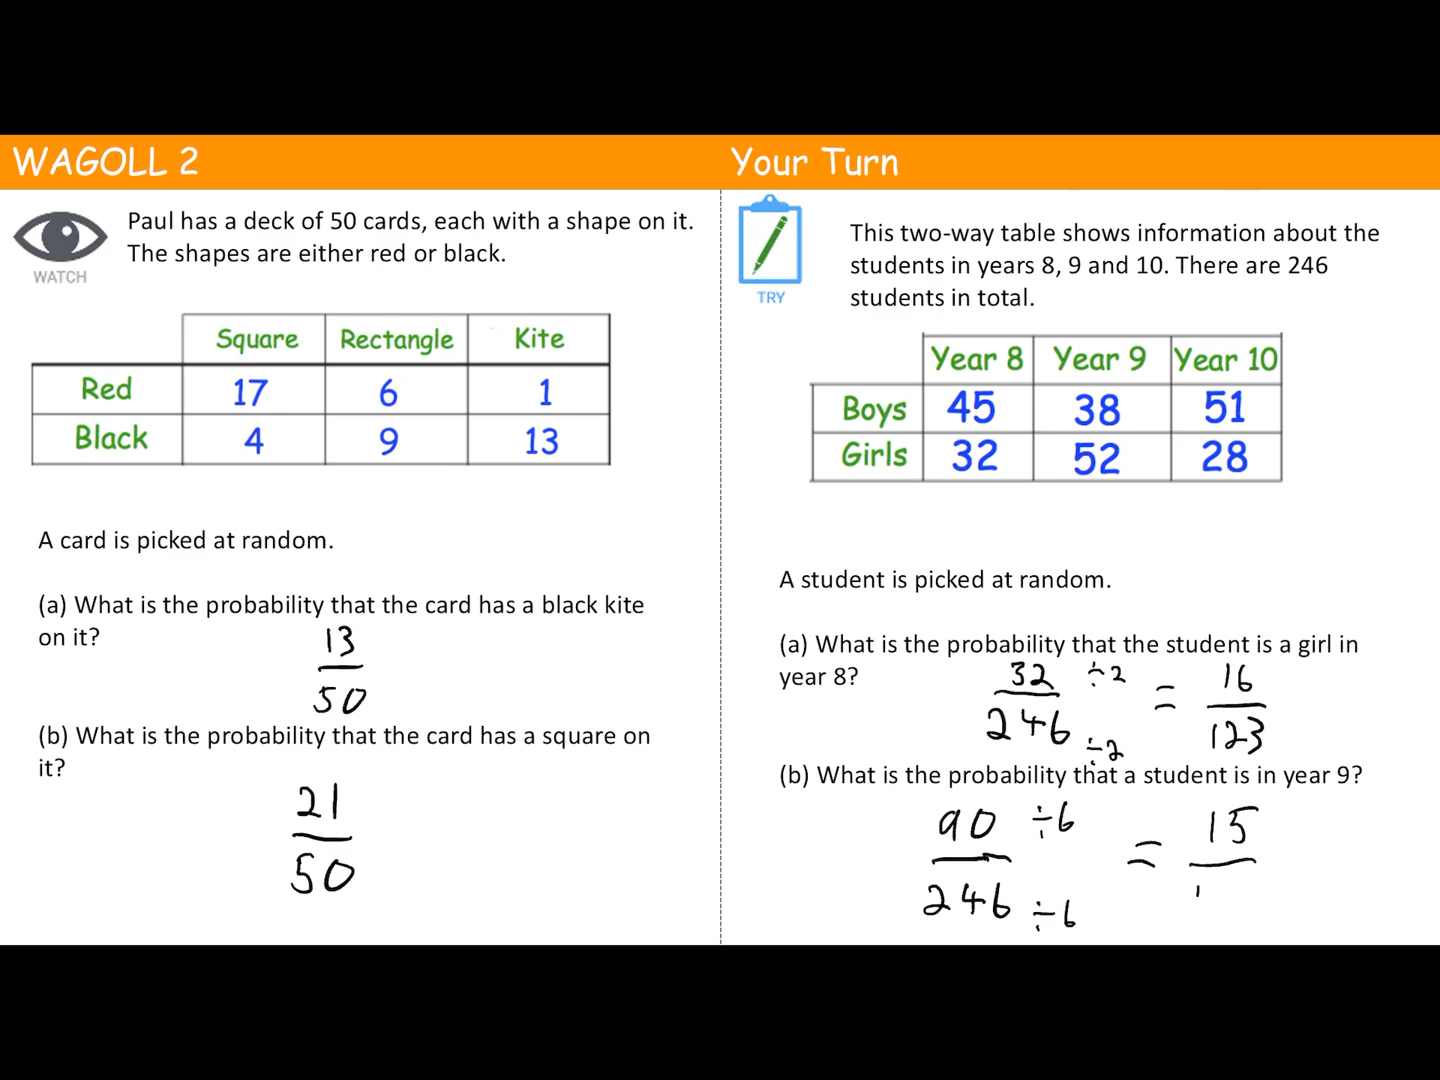 WAGOLL 2
WATCH
Paul has a deck of 50 cards, each with a shape on it.
The shapes are either red or black.
Square Rectangle Kite
Red 17 6 1
Black 4 9 13
A card is picked at random.
(a) What is the probability that the card has a black kite
on it?
13
50
(b) What is the probability that the card has a square on
it?
21
50
Your Turn
TRY
This two-way table shows information about the
students in years 8, 9 and 10. There are 246
students in total.
Year 8 Year 9 Year 10
Boys 45 38 51
Girls 32 52 28
A student is picked at random.
(a) What is the probability that the student is a girl in
year 8?
32 ÷2 = 16
246 ÷2 123
(b) What is the probability that a student is in year 9?
90 ÷6 = 15
246 ÷6